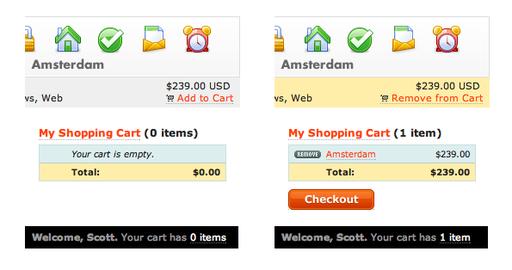 Amsterdam
$239.00 USD
ws, Web
Add to Cart
My Shopping Cart (0 items)
Your cart is empty.
Total: $0.00
Welcome, Scott. Your cart has 0 items
Amsterdam
$239.00 USD
ws, Web
Remove from Cart
My Shopping Cart (1 item)
REMOVE Amsterdam $239.00
Total: $239.00
Checkout
Welcome, Scott. Your cart has 1 item